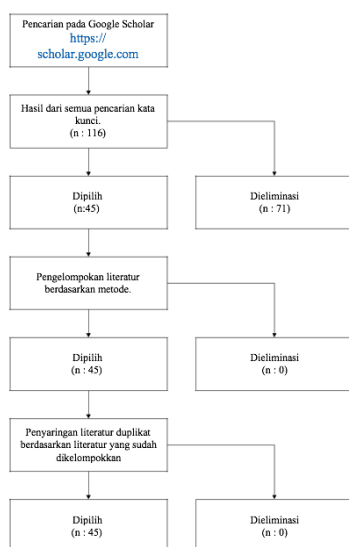 Pencarian pada Google Scholar
https://
scholar.google.com
Hasil dari semua pencarian kata
kunci.
(n : 116)
Dipilih
(n:45)
Dieliminasi
(n : 71)
Pengelompokan literatur
berdasarkan metode.
Dipilih
(n : 45)
Dieliminasi
(n : 0)
Penyaringan literatur duplikat
berdasarkan literatur yang sudah
dikelompokkan
Dipilih
(n : 45)
Dieliminasi
(n : 0)